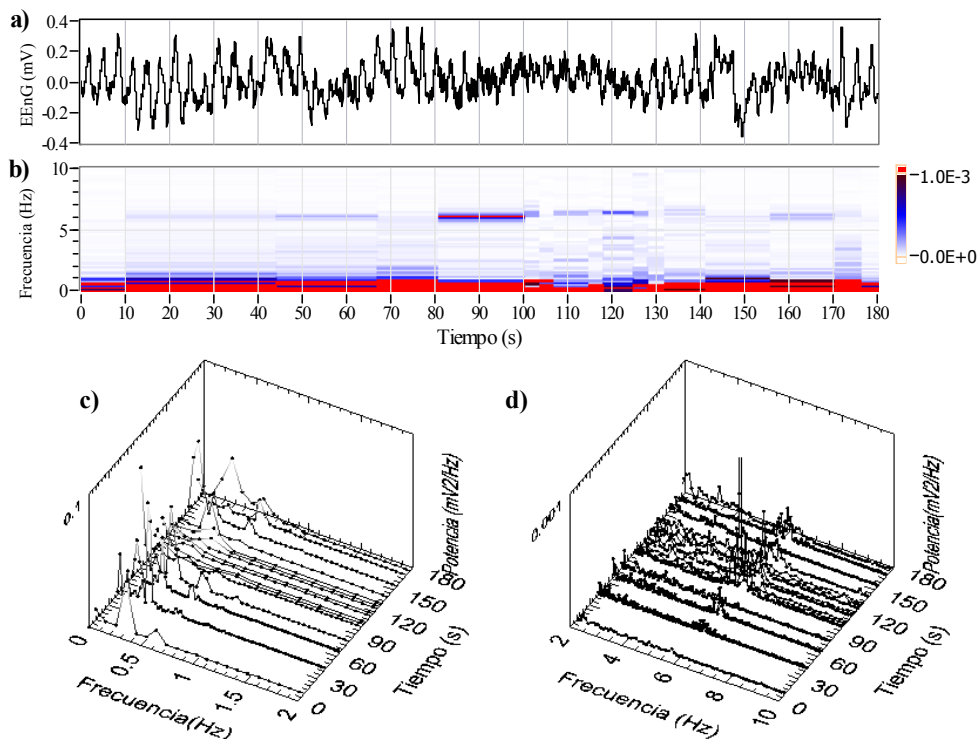 a)
EEnG (mV)
0.4
0.2
0.0
-0.2
-0.4
b)
Frecuencia (Hz)
10
5
0
0 10 20 30 40 50 60 70 80 90 100 110 120 130 140 150 160 170 180
Tiempo (s)
1.0E-3
0.0E+0
c)
0.1
Potencia (mV2/Hz)
0 0.5 1 1.5 2
Frecuencia(Hz)
0 30 60 90 120 150 180
Tiempo (s)
d)
0.001
Potencia(mV2/Hz)
2 4 6 8 10
Frecuencia (Hz)
0 30 60 90 120 150 180
Tiempo (s)